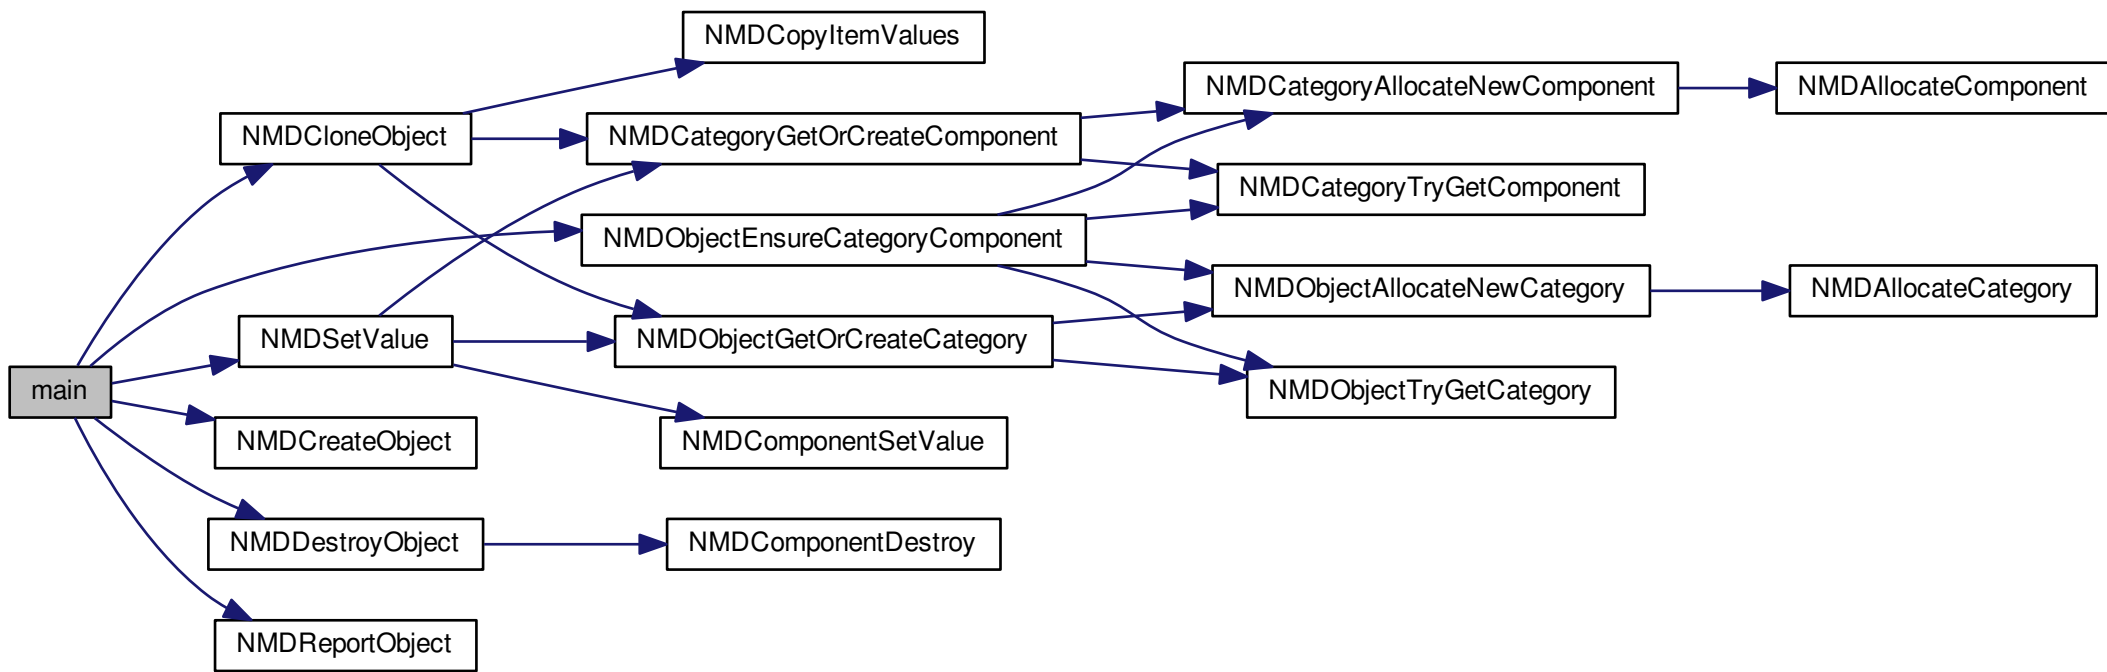 NMDCopyItemValues
NMDCategoryAllocateNewComponent
NMDAllocateComponent
NMDCloneObject
NMDCategoryGetOrCreateComponent
NMDCategoryTryGetComponent
NMDObjectEnsureCategoryComponent
NMDObjectAllocateNewCategory
NMDAllocateCategory
NMDSetValue
NMDObjectGetOrCreateCategory
main
NMDObjectTryGetCategory
NMDCreateObject
NMDComponentSetValue
NMDDestroyObject
NMDComponentDestroy
NMDReportObject